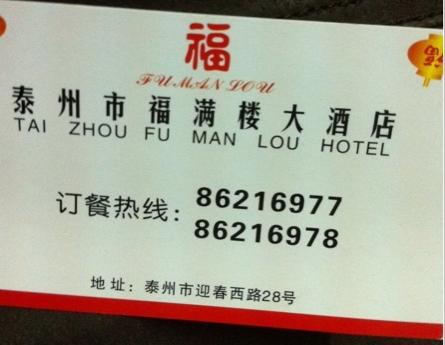 福
FU MAN LOU
泰州市福满楼大酒店
TAI ZHOU FU MAN LOU HOTEL
订餐热线：86216977
86216978
地址：泰州市迎春西路28号